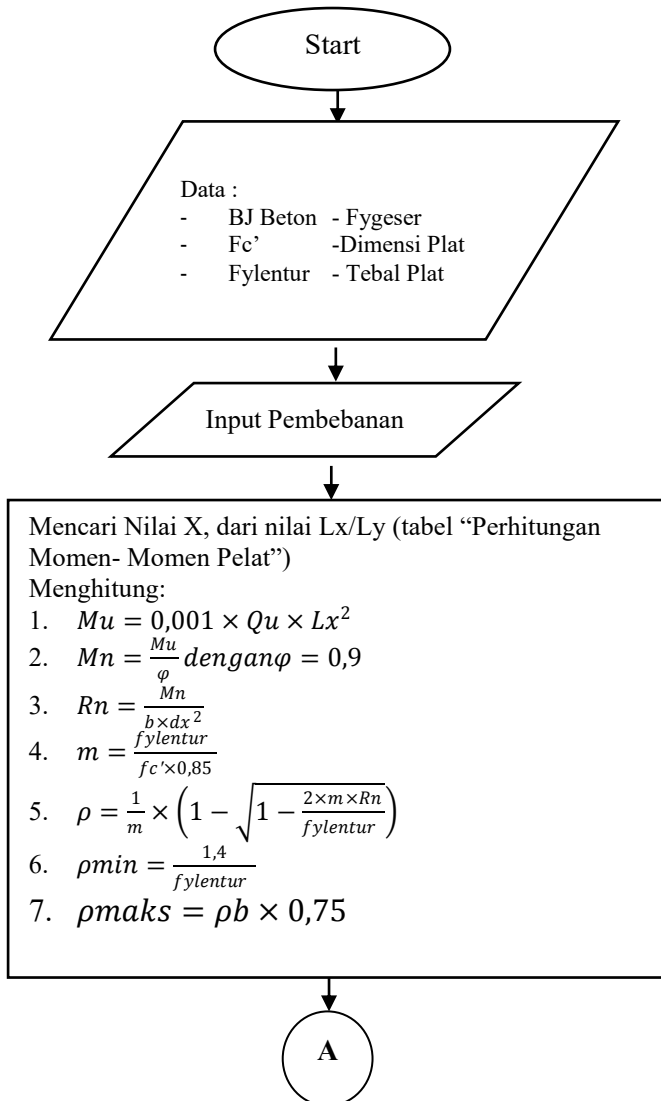 Start
Data :
- BJ Beton - Fygeser
- Fc’ -Dimensi Plat
- Fylentur - Tebal Plat
Input Pembebanan
Mencari Nilai X, dari nilai Lx/Ly (tabel “Perhitungan
Momen- Momen Pelat”)
Menghitung:
1. Mu = 0,001 × Qu × Lx²
2. Mn = Mu/φ denganφ = 0,9
3. Rn = Mn/(b×dx²)
4. m = fylentur/(fc′×0,85)
5. ρ = 1/m × (1 − √(1 − (2×m×Rn)/fylentur))
6. ρmin = 1,4/fylentur
7. ρmaks = ρb × 0,75
A